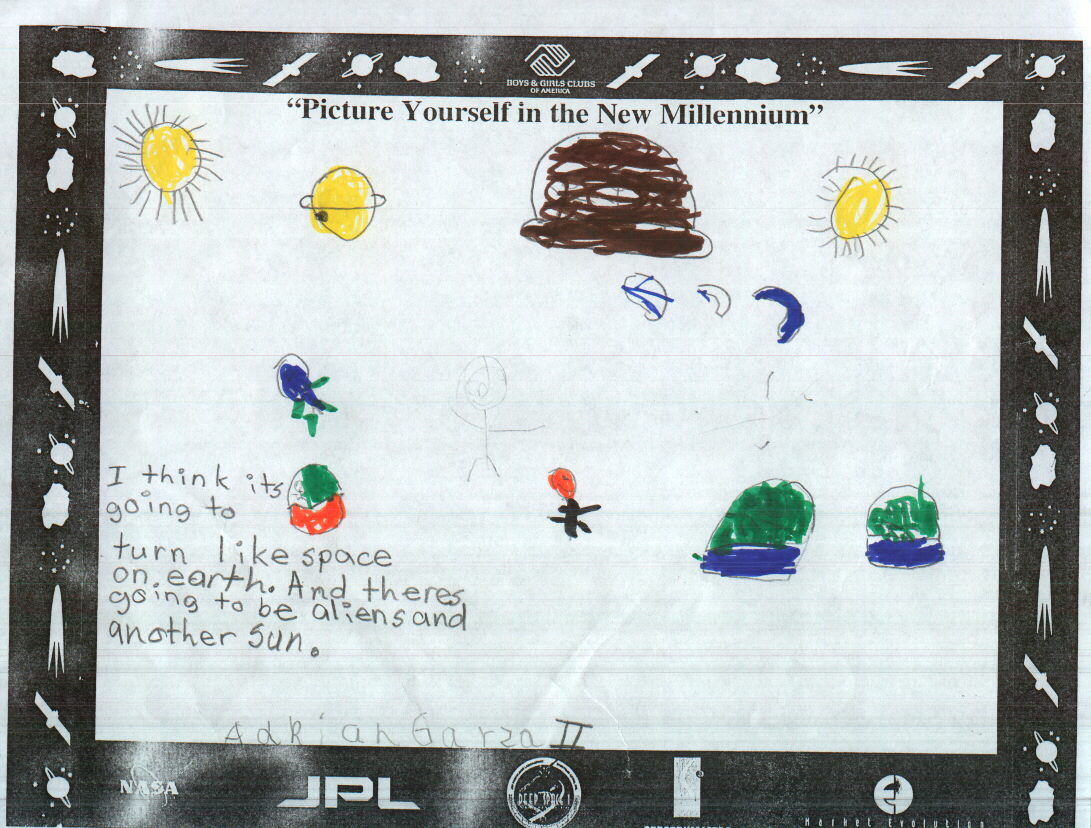 BOYS & GIRLS CLUBS
OF AMERICA
“Picture Yourself in the New Millennium”
I think its
going to
turn like space
on earth. And theres
going to be aliens and
another sun.
Adrian Garza II
NASA
JPL
DEEP SPACE 1
Market Evolution